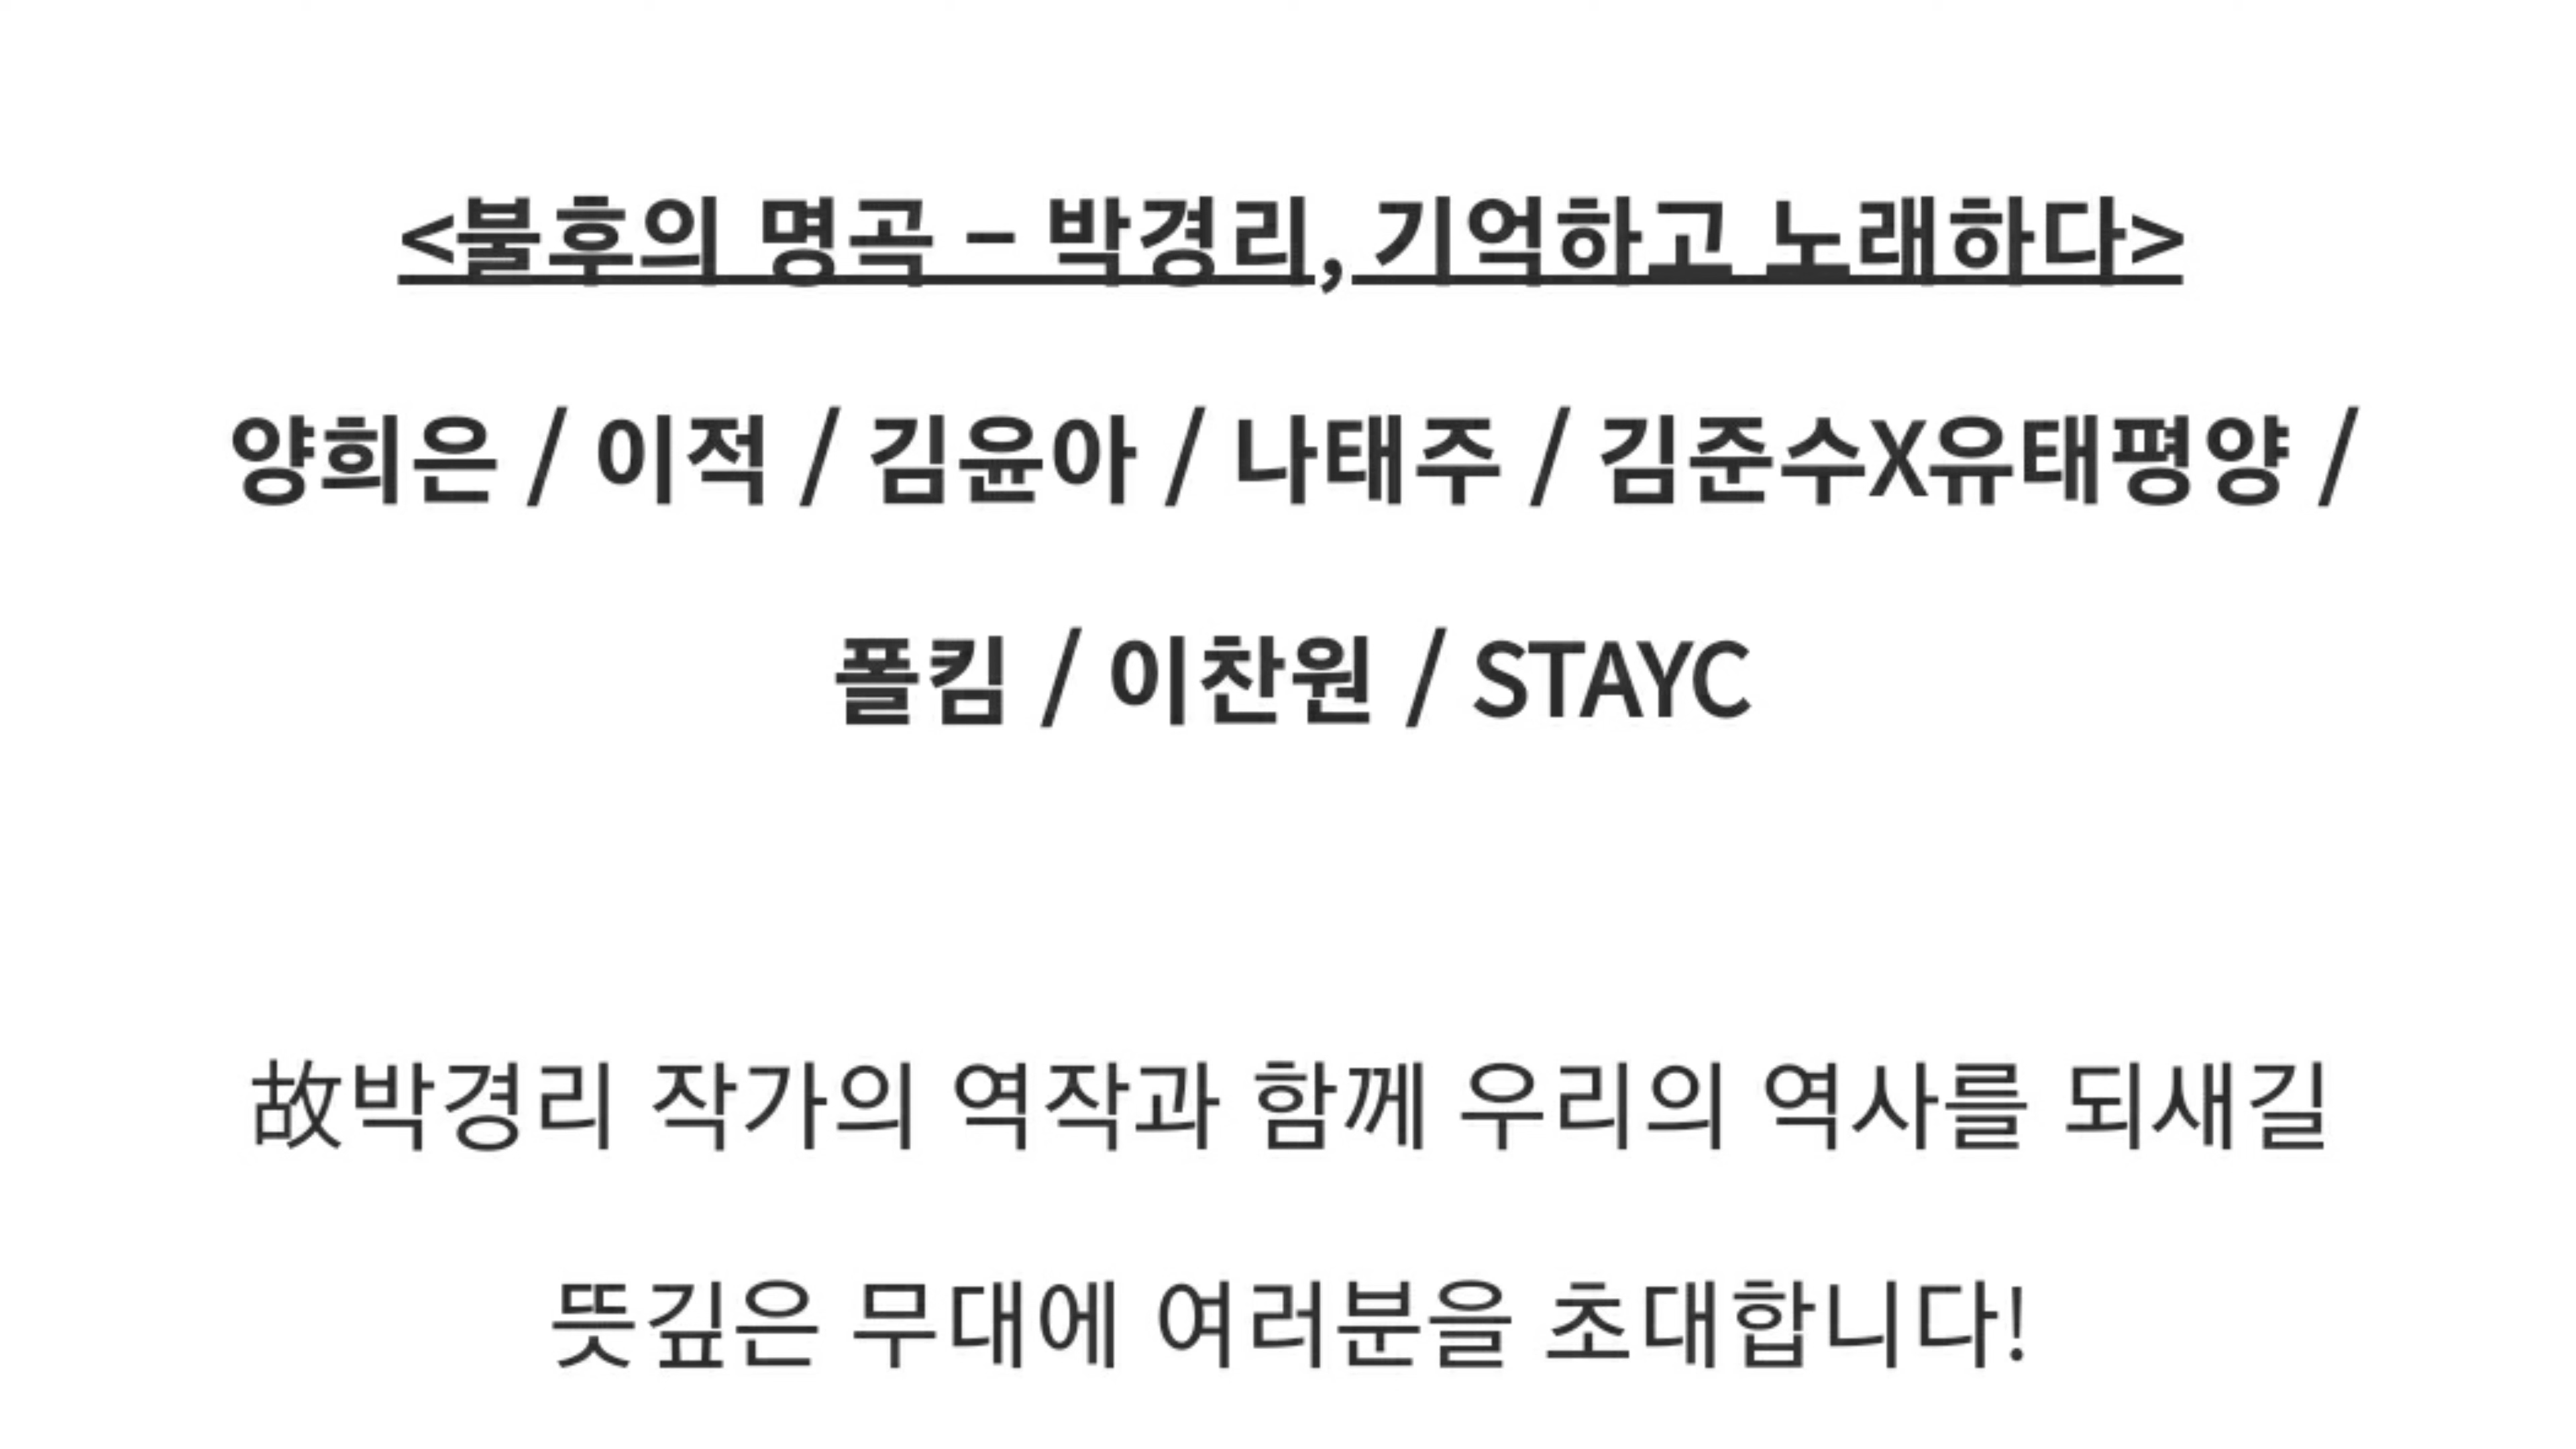 <불후의 명곡 – 박경리, 기억하고 노래하다>
양희은 / 이적 / 김윤아 / 나태주 / 김준수X유태평양 /
폴킴 / 이찬원 / STAYC
故박경리 작가의 역작과 함께 우리의 역사를 되새길
뜻깊은 무대에 여러분을 초대합니다!